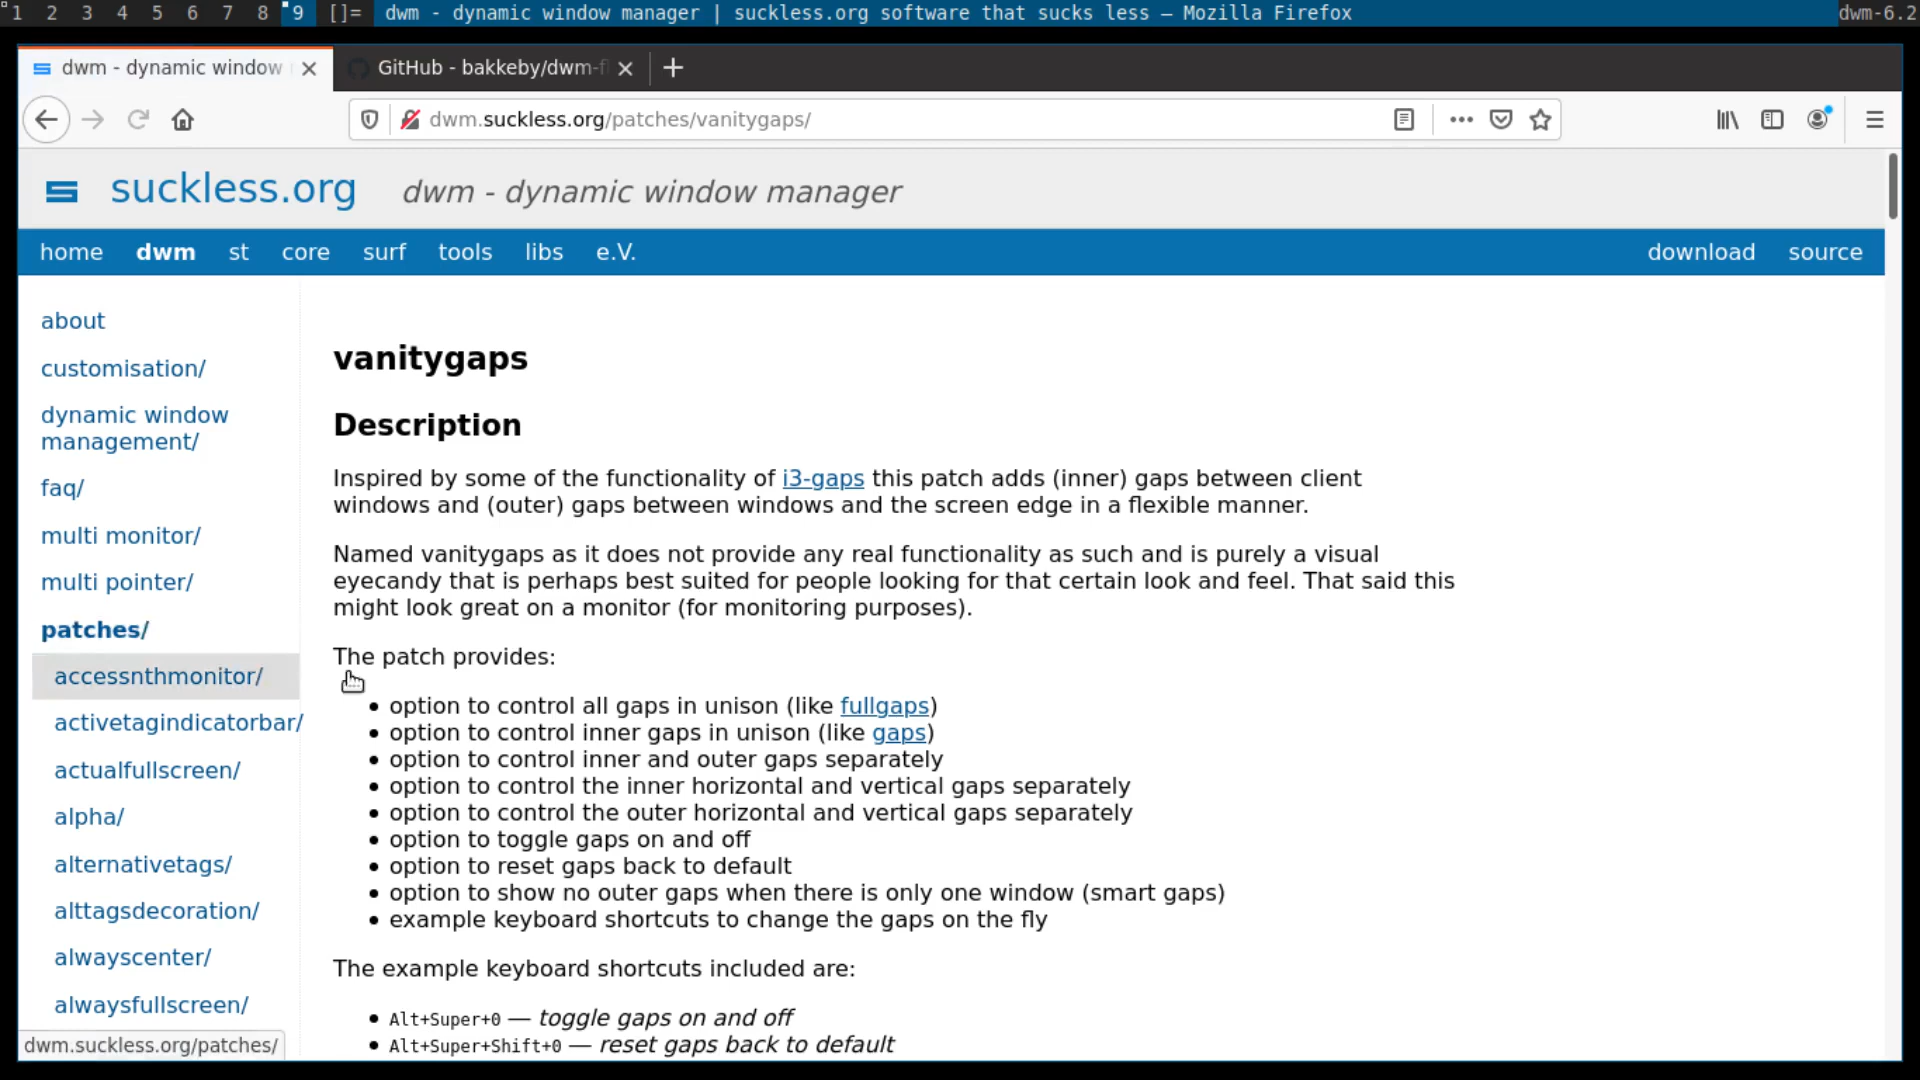 1 2 3 4 5 6 7 8 9 []= dwm - dynamic window manager | suckless.org software that sucks less — Mozilla Firefox dwm-6.2
dwm - dynamic window GitHub - bakkeby/dwm-fl
dwm.suckless.org/patches/vanitygaps/
suckless.org dwm - dynamic window manager
home dwm st core surf tools libs e.V. download source
about
customisation/
dynamic window
management/
faq/
multi monitor/
multi pointer/
patches/
accessnthmonitor/
activetagindicatorbar/
actualfullscreen/
alpha/
alternativetags/
alttagsdecoration/
alwayscenter/
alwaysfullscreen/
dwm.suckless.org/patches/
vanitygaps
Description
Inspired by some of the functionality of i3-gaps this patch adds (inner) gaps between client
windows and (outer) gaps between windows and the screen edge in a flexible manner.
Named vanitygaps as it does not provide any real functionality as such and is purely a visual
eyecandy that is perhaps best suited for people looking for that certain look and feel. That said this
might look great on a monitor (for monitoring purposes).
The patch provides:
• option to control all gaps in unison (like fullgaps)
• option to control inner gaps in unison (like gaps)
• option to control inner and outer gaps separately
• option to control the inner horizontal and vertical gaps separately
• option to control the outer horizontal and vertical gaps separately
• option to toggle gaps on and off
• option to reset gaps back to default
• option to show no outer gaps when there is only one window (smart gaps)
• example keyboard shortcuts to change the gaps on the fly
The example keyboard shortcuts included are:
• Alt+Super+0 — toggle gaps on and off
• Alt+Super+Shift+0 — reset gaps back to default